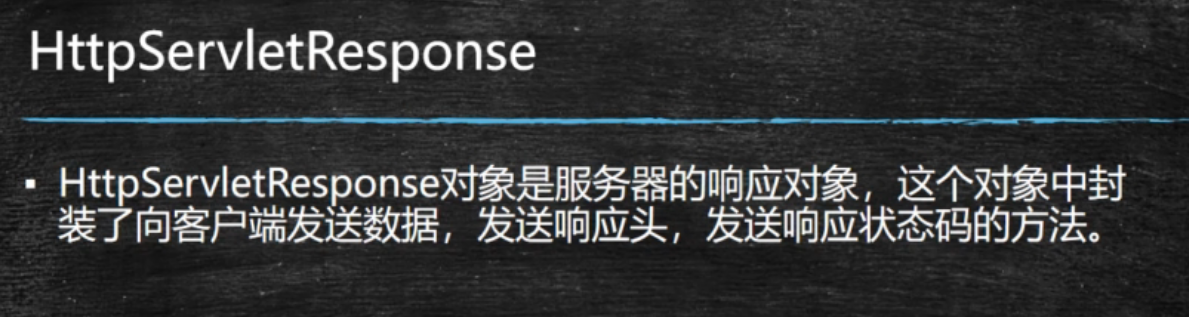 HttpServletResponse
▪ HttpServletResponse对象是服务器的响应对象，这个对象中封
装了向客户端发送数据，发送响应头，发送响应状态码的方法。